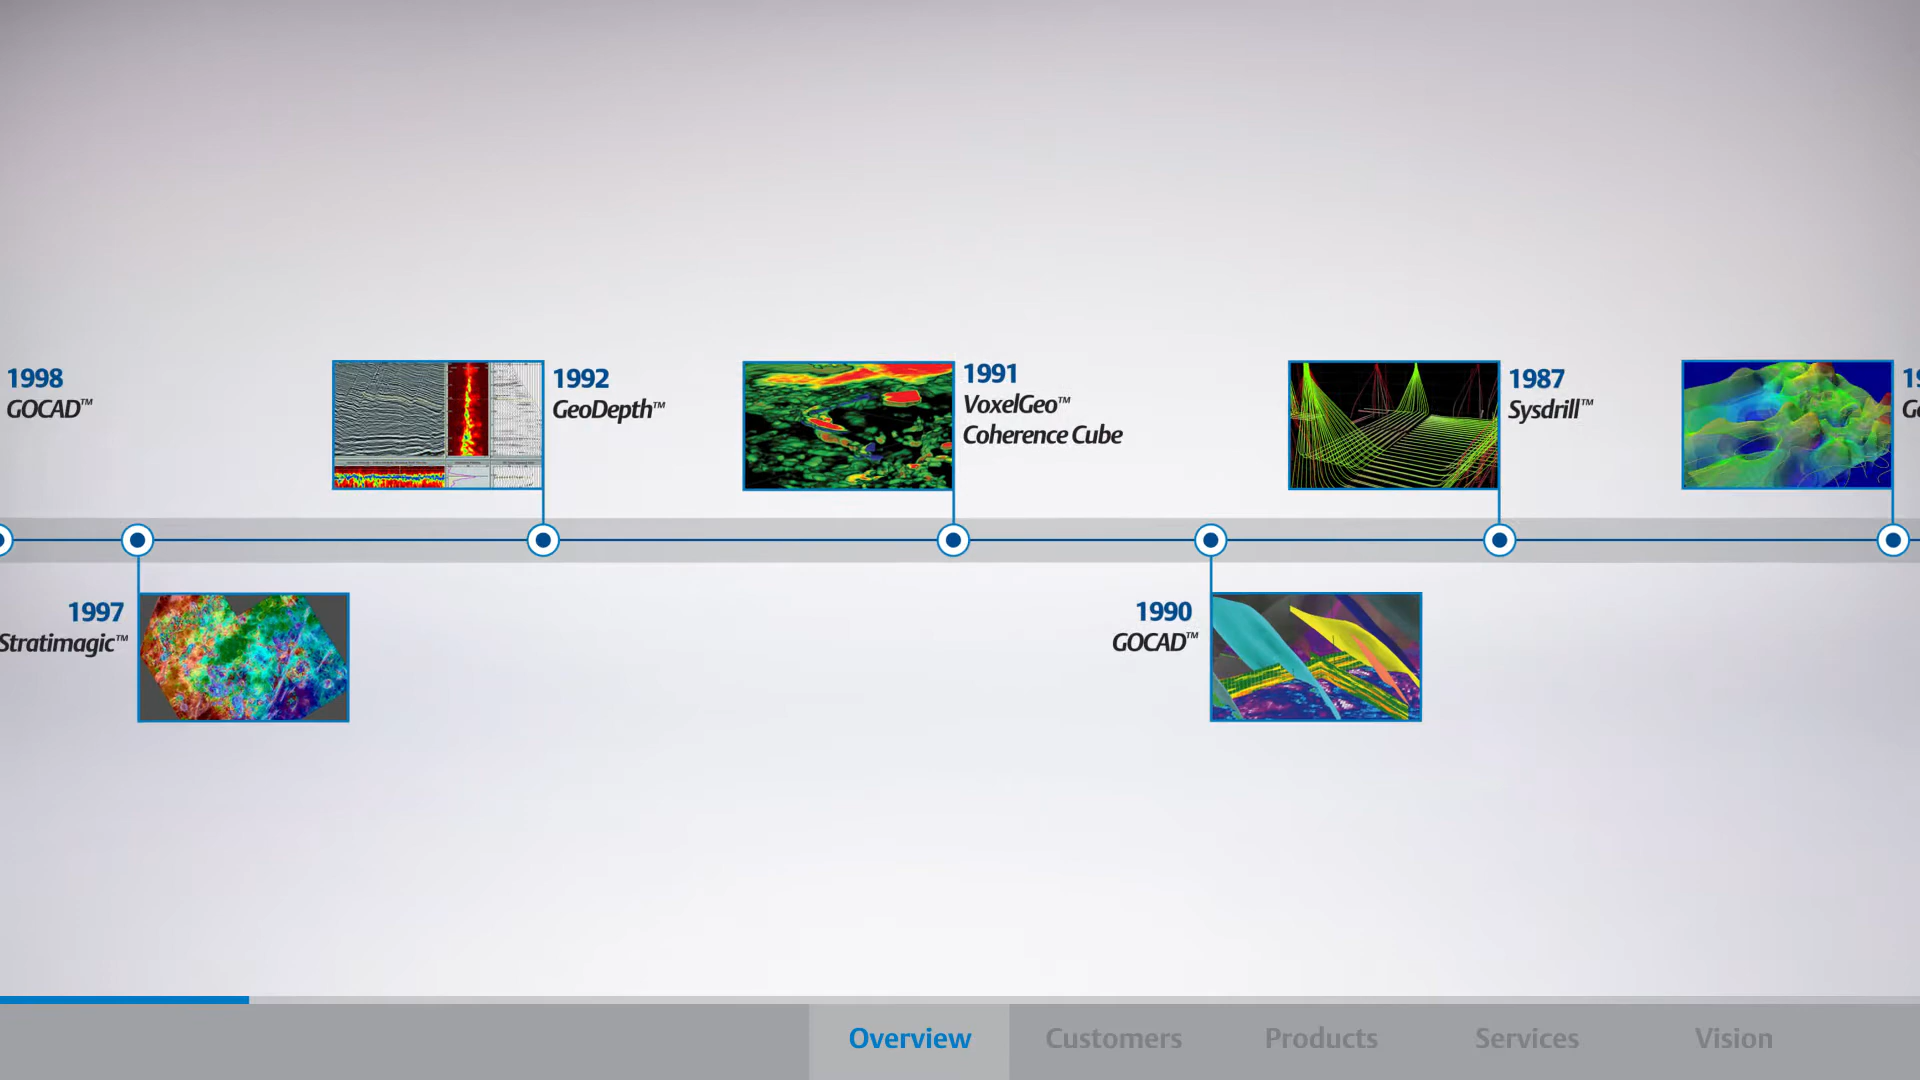 1998
GOCAD™
1992
GeoDepth™
1991
VoxelGeo™
Coherence Cube
1987
Sysdrill™
1997
Stratimagic™
1990
GOCAD™
Overview
Customers
Products
Services
Vision